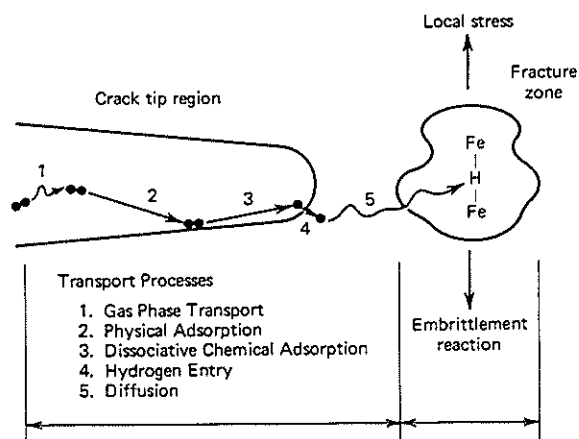 Local stress
Fracture
zone
Crack tip region
Fe
H
Fe
1
2
3
4
5
Transport Processes
1. Gas Phase Transport
2. Physical Adsorption
3. Dissociative Chemical Adsorption
4. Hydrogen Entry
5. Diffusion
Embrittlement
reaction